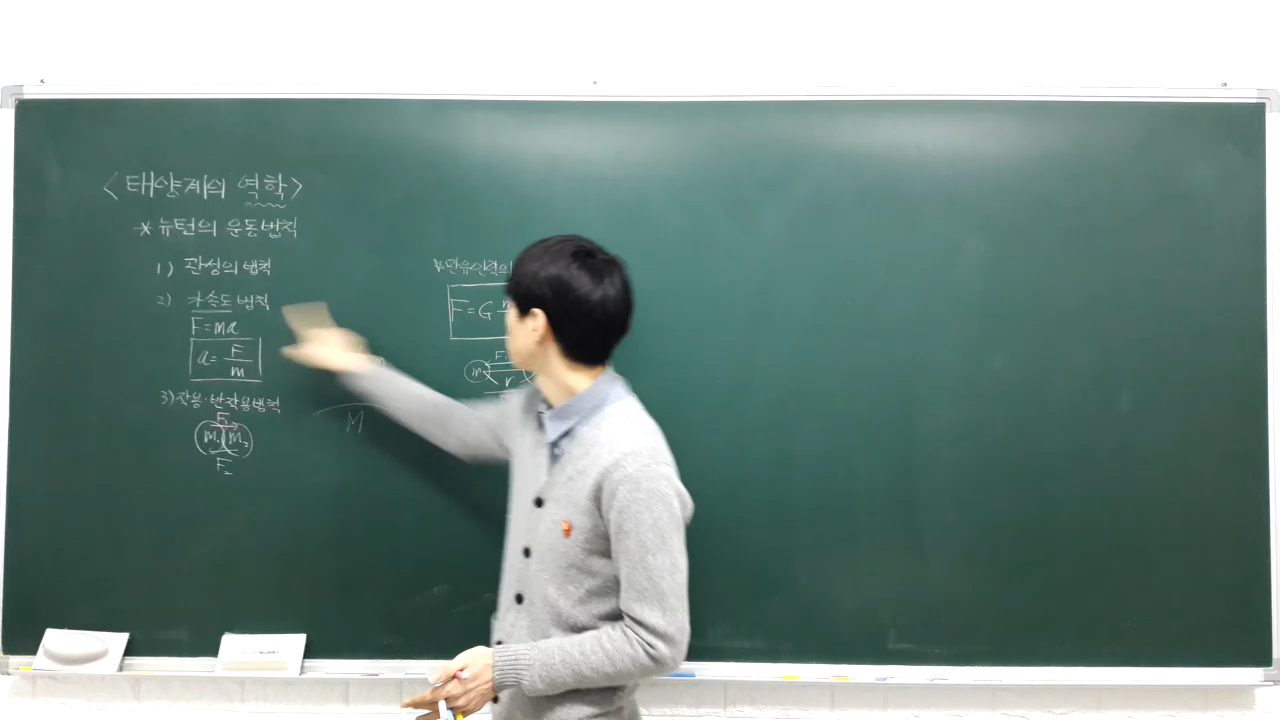 <태양계의 역학>
* 뉴턴의 운동법칙
1) 관성의 법칙
2) 가속도 법칙
F=ma
a= F/m
3) 작용·반작용법칙
F₁
m₁ m₂
F₂
M
*만유인력의
F=G
F
m
r